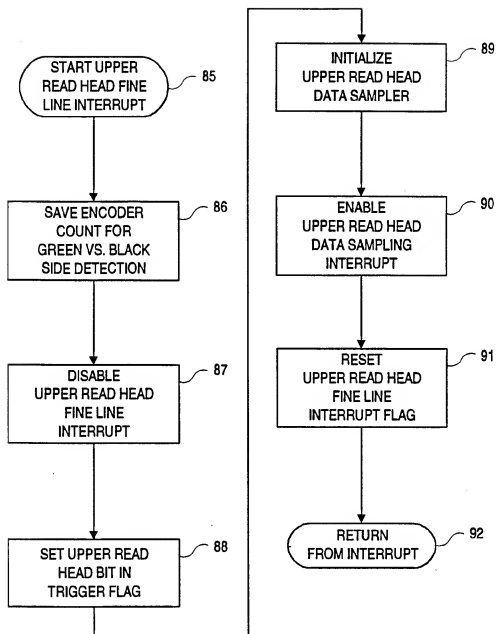 START UPPER
READ HEAD FINE
LINE INTERRUPT
85
SAVE ENCODER
COUNT FOR
GREEN VS. BLACK
SIDE DETECTION
86
DISABLE
UPPER READ HEAD
FINE LINE
INTERRUPT
87
SET UPPER READ
HEAD BIT IN
TRIGGER FLAG
88
INITIALIZE
UPPER READ HEAD
DATA SAMPLER
89
ENABLE
UPPER READ HEAD
DATA SAMPLING
INTERRUPT
90
RESET
UPPER READ HEAD
FINE LINE
INTERRUPT FLAG
91
RETURN
FROM INTERRUPT
92